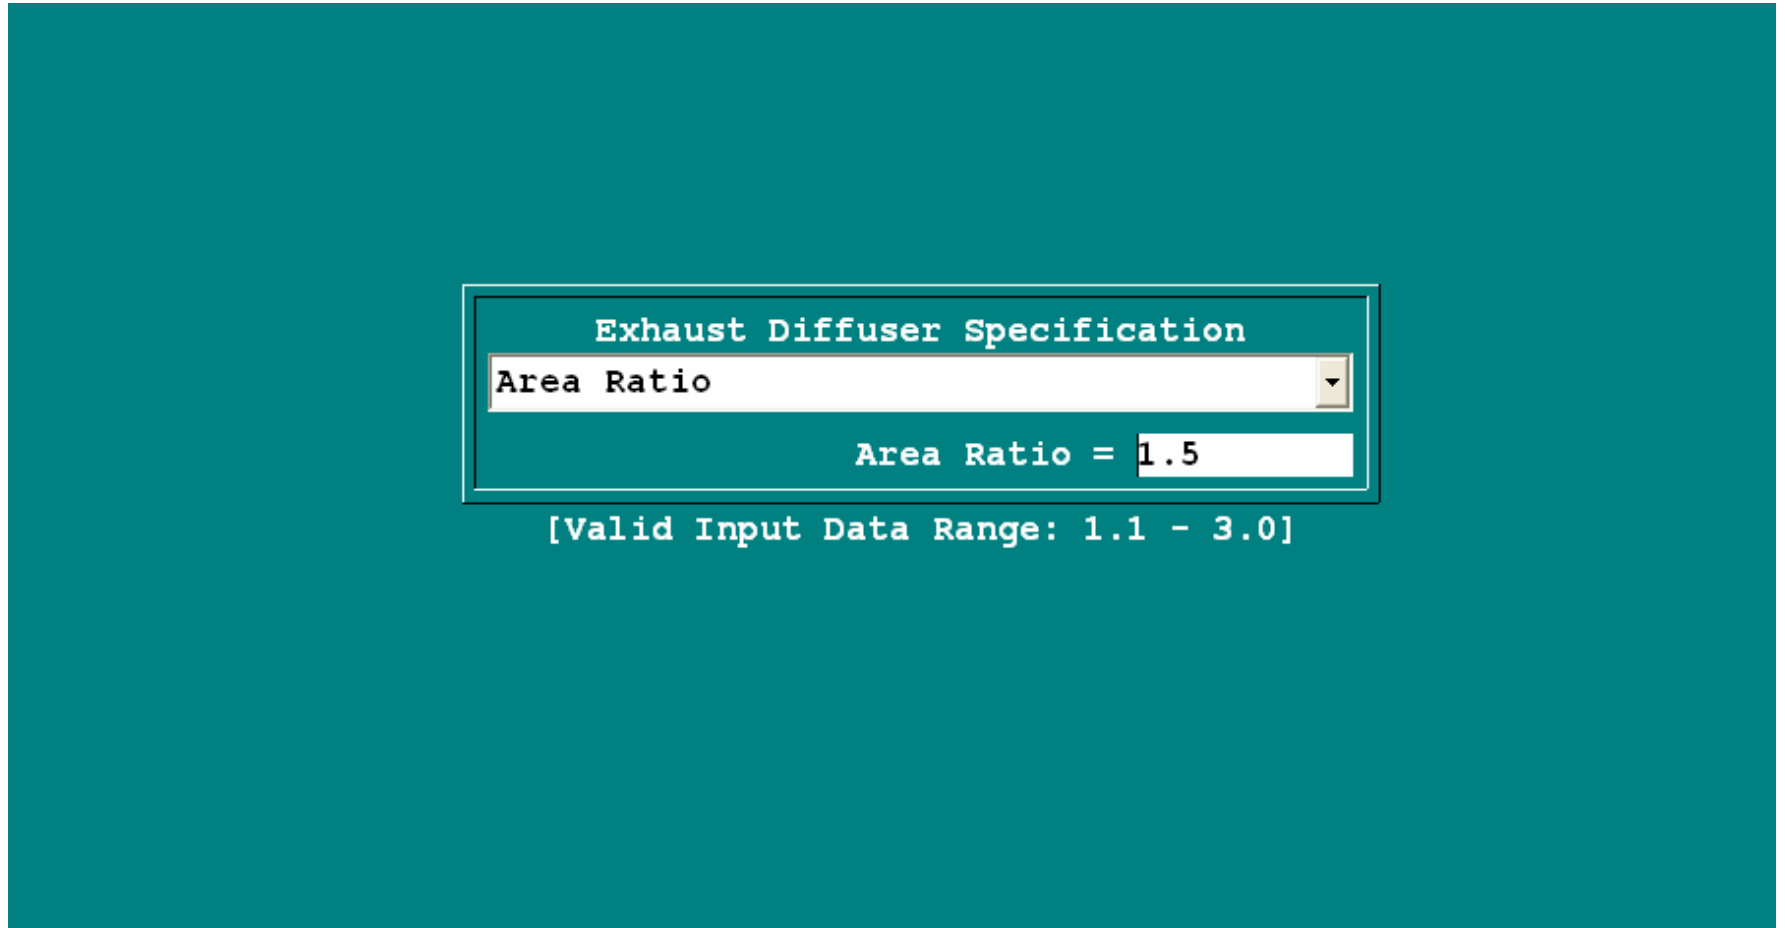 Exhaust Diffuser Specification
Area Ratio
Area Ratio = 1.5
[Valid Input Data Range: 1.1 - 3.0]